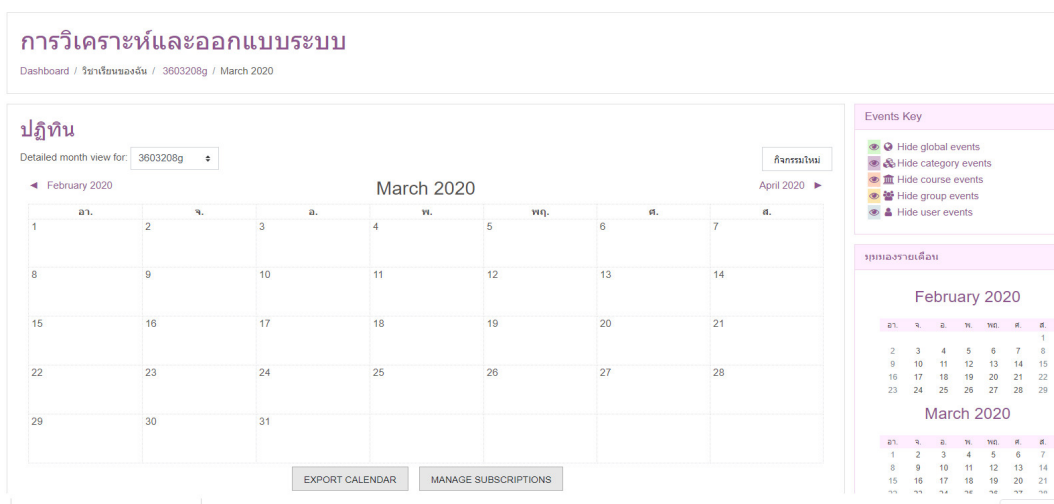 การวิเคราะห์และออกแบบระบบ
Dashboard / วิชาเรียนของฉัน / 3603208g / March 2020
ปฏิทิน
Detailed month view for: 3603208g
กิจกรรมใหม่
◄ February 2020
March 2020
April 2020 ►
อา. จ. อ. พ. พฤ. ศ. ส.
1 2 3 4 5 6 7
8 9 10 11 12 13 14
15 16 17 18 19 20 21
22 23 24 25 26 27 28
29 30 31
EXPORT CALENDAR
MANAGE SUBSCRIPTIONS
Events Key
Hide global events
Hide category events
Hide course events
Hide group events
Hide user events
มุมมองรายเดือน
February 2020
อา. จ. อ. พ. พฤ. ศ. ส.
1
2 3 4 5 6 7 8
9 10 11 12 13 14 15
16 17 18 19 20 21 22
23 24 25 26 27 28 29
March 2020
อา. จ. อ. พ. พฤ. ศ. ส.
1 2 3 4 5 6 7
8 9 10 11 12 13 14
15 16 17 18 19 20 21